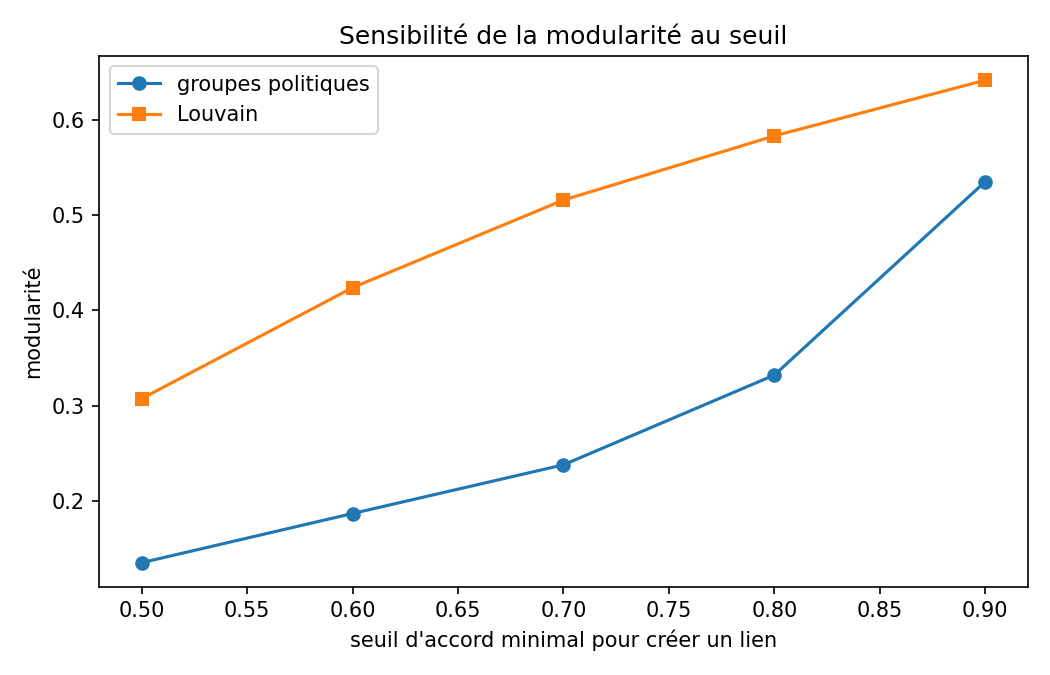 Sensibilité de la modularité au seuil
groupes politiques
Louvain
modularité
0.6
0.5
0.4
0.3
0.2
0.50 0.55 0.60 0.65 0.70 0.75 0.80 0.85 0.90
seuil d'accord minimal pour créer un lien